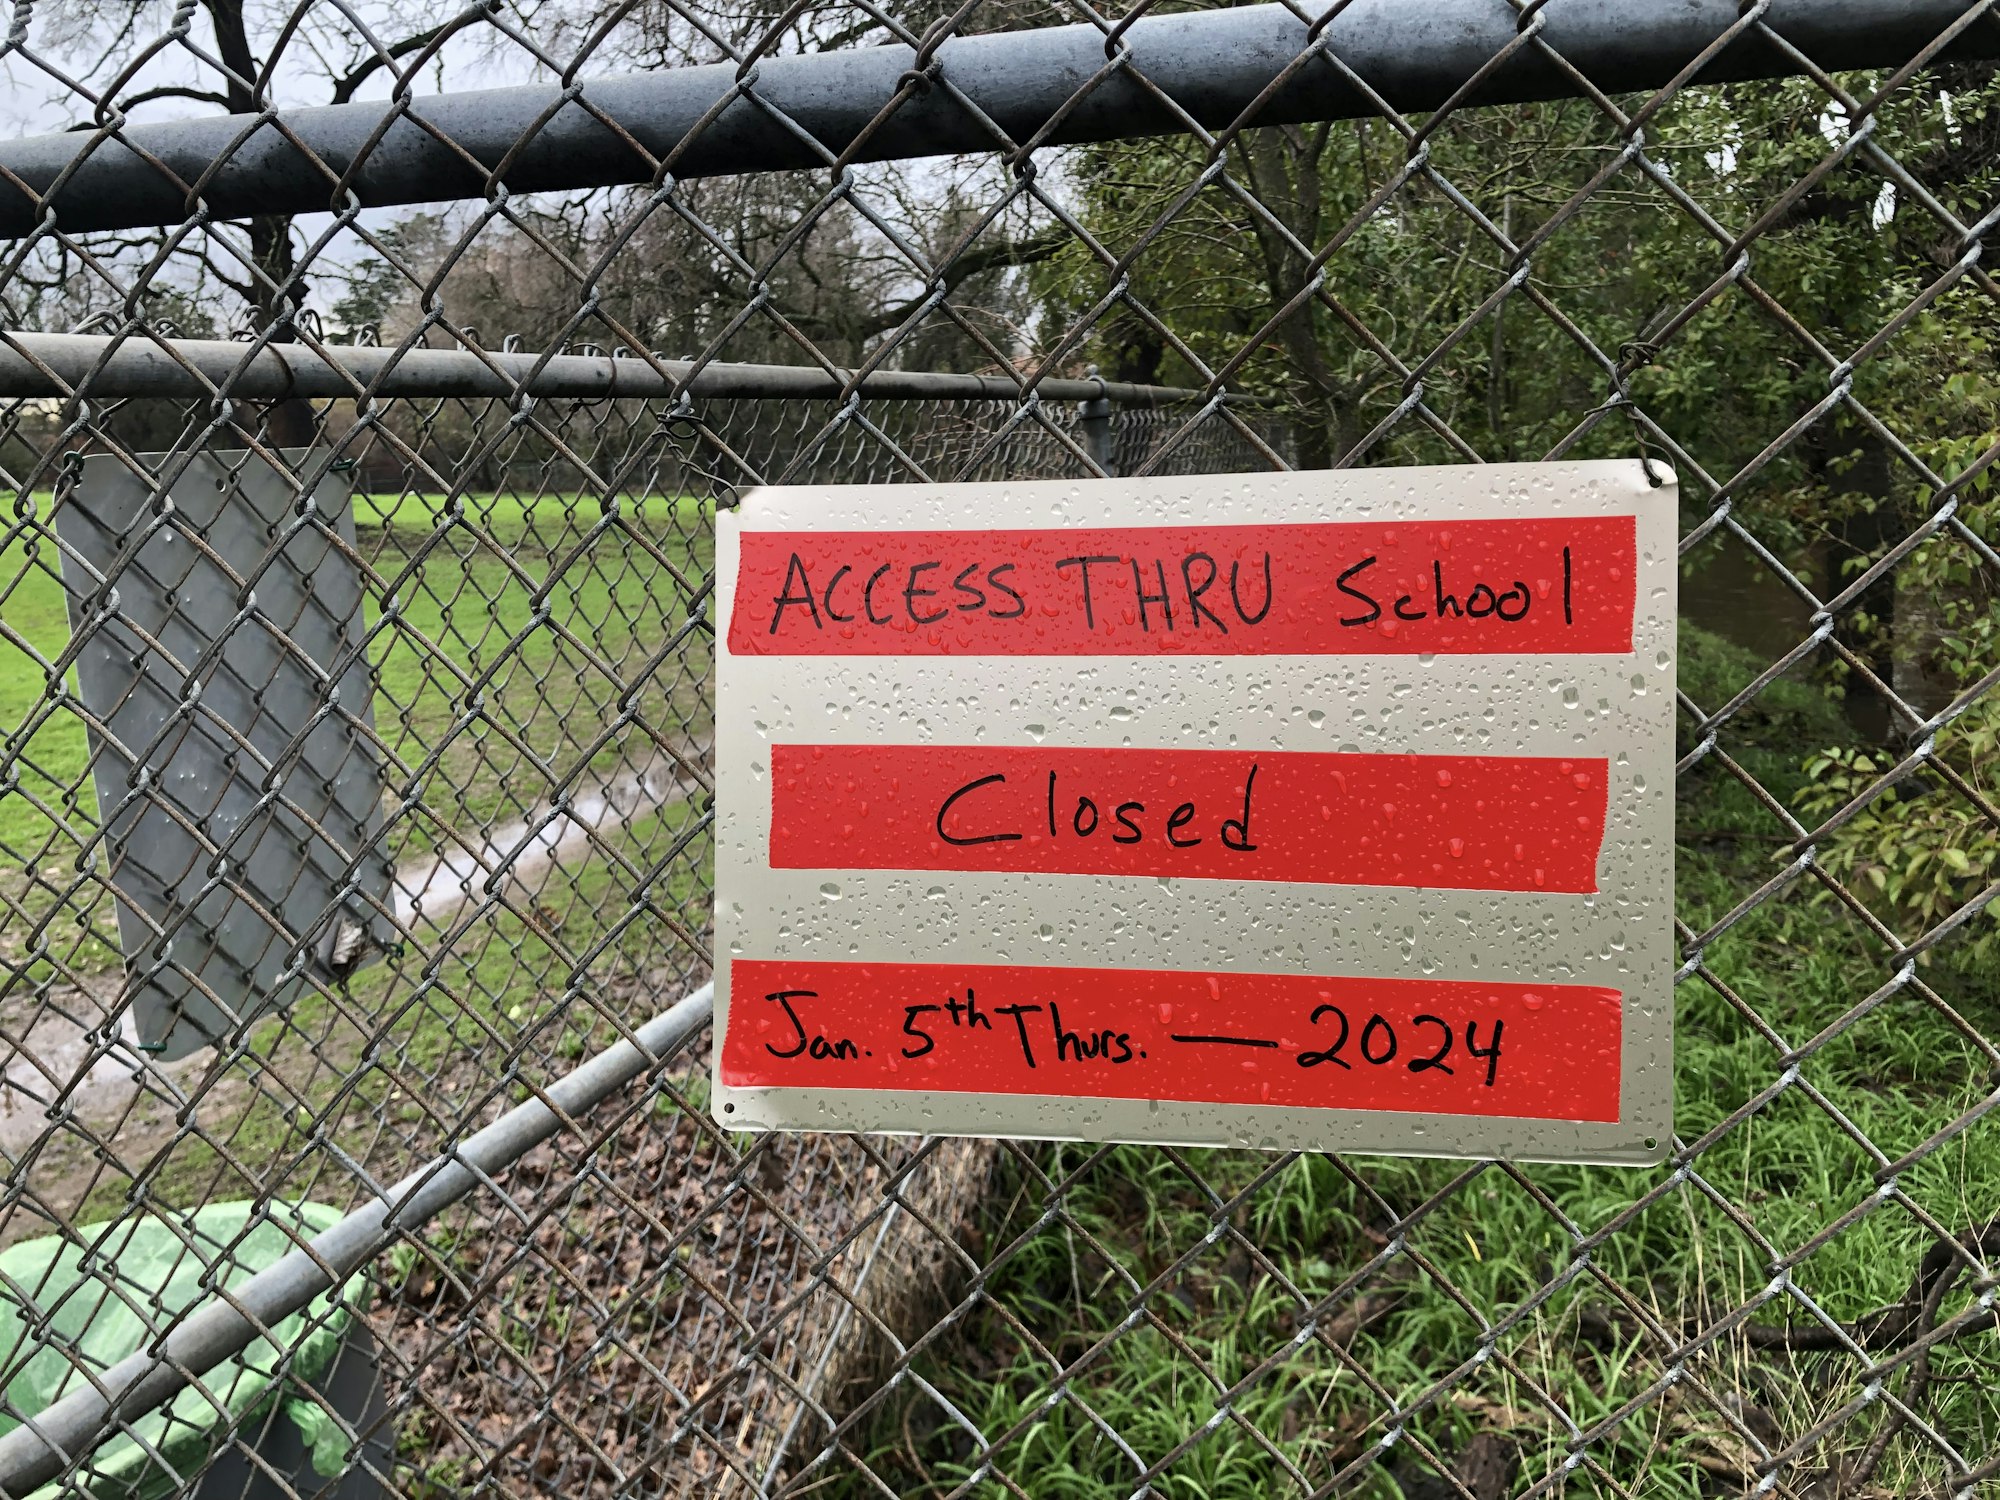 ACCESS THRU School
Closed
Jan. 5th Thurs. — 2024